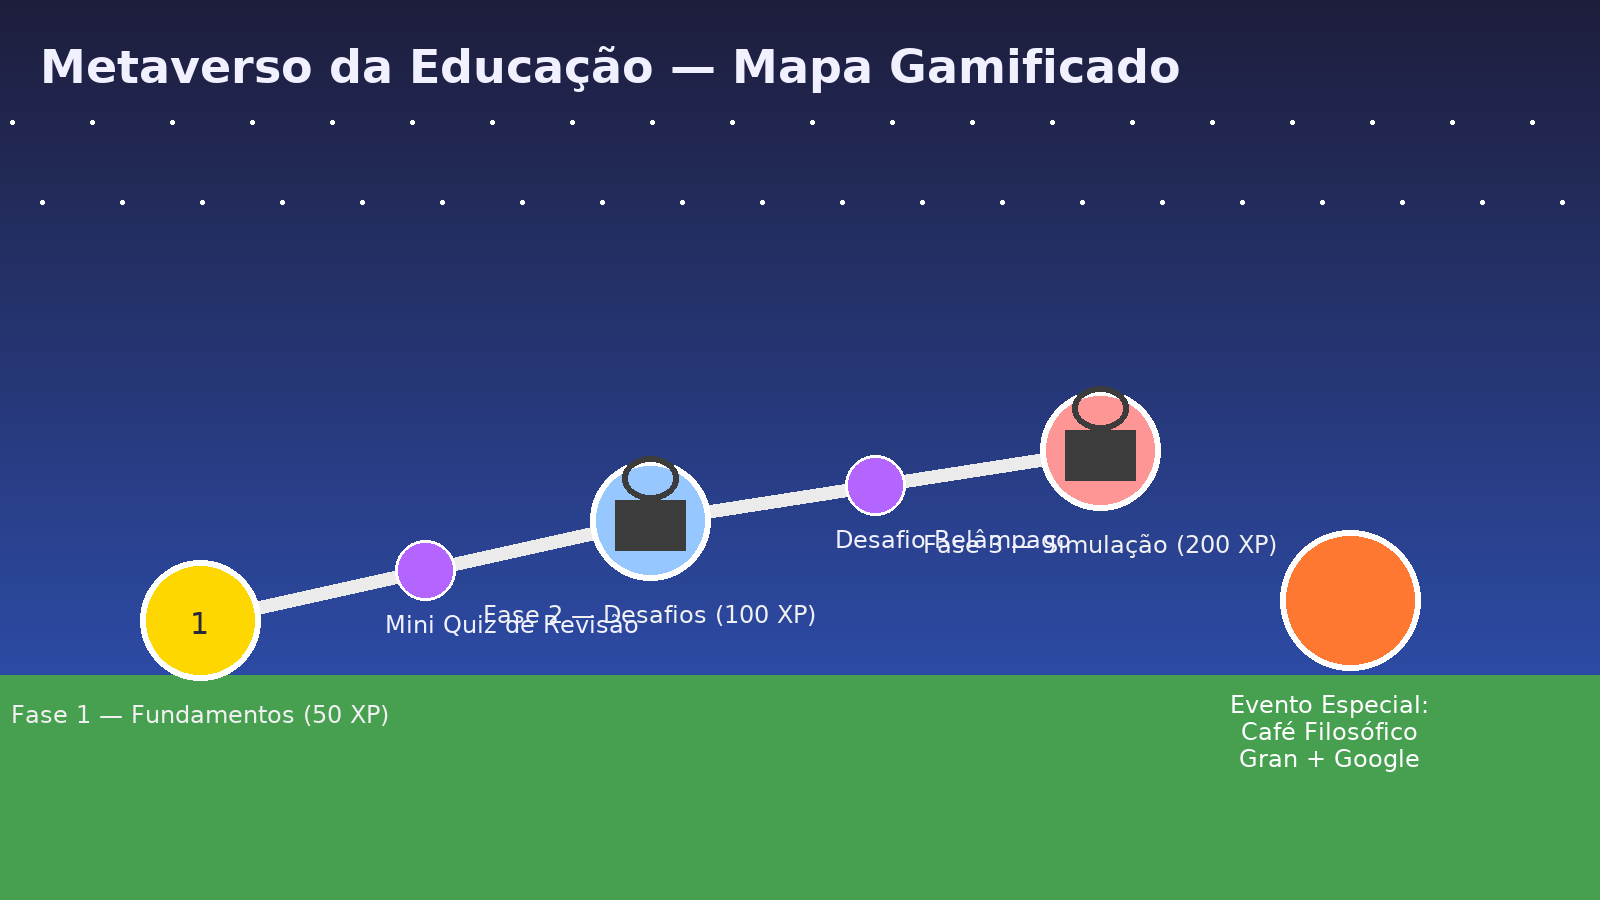 Metaverso da Educação — Mapa Gamificado
1
Fase 1 — Fundamentos (50 XP)
Mini Quiz de Revisão
Fase 2 — Desafios (100 XP)
Desafio Relâmpago
Fase 3 — Simulação (200 XP)
Evento Especial:
Café Filosófico
Gran + Google